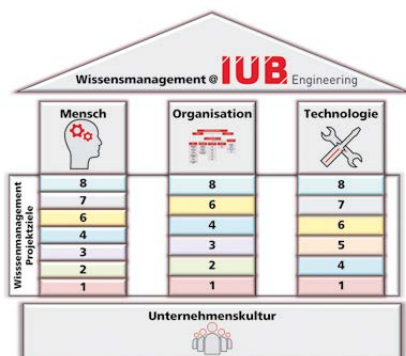 Wissensmanagement @ IUB Engineering
Mensch Organisation Technologie
Wisssenmanagement
Projektziele
8 8 8
7 6 7
6 4 6
4 3 5
3 2 4
2 1 1
1
Unternehmenskultur